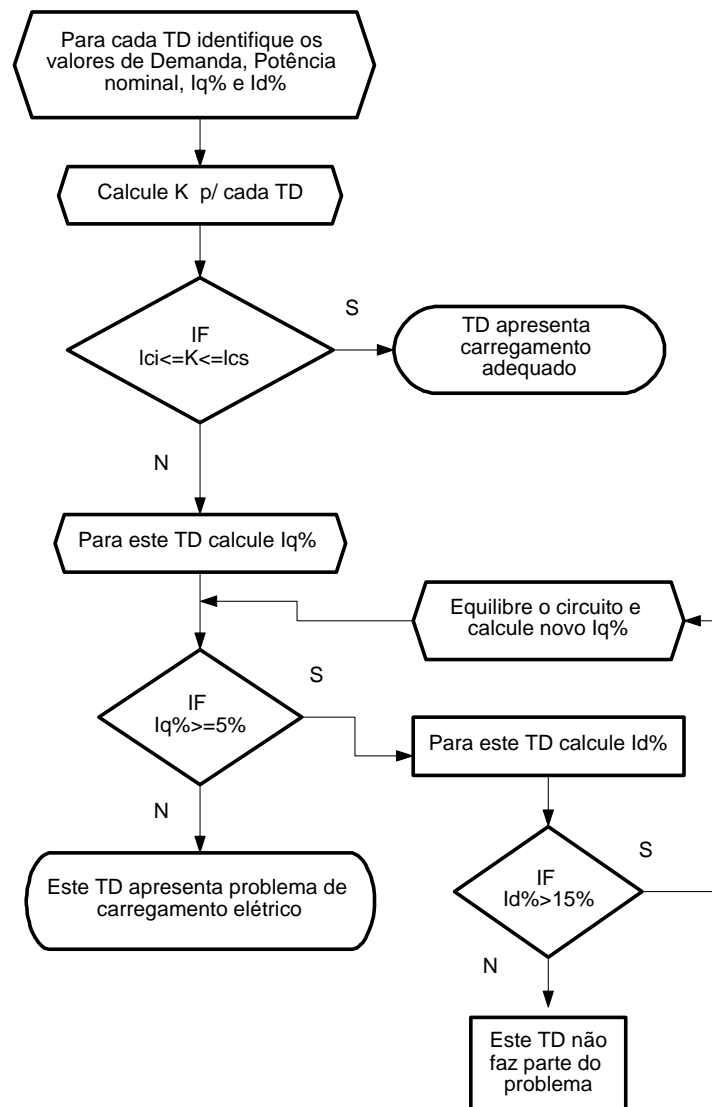 Para cada TD identifique os
valores de Demanda, Potência
nominal, Iq% e Id%
Calcule K p/ cada TD
IF
lci<=K<=lcs
S
TD apresenta
carregamento
adequado
N
Para este TD calcule Iq%
Equilibre o circuito e
calcule novo Iq%
IF
Iq%>=5%
S
Para este TD calcule Id%
N
Este TD apresenta problema de
carregamento elétrico
IF
Id%>15%
S
N
Este TD não
faz parte do
problema